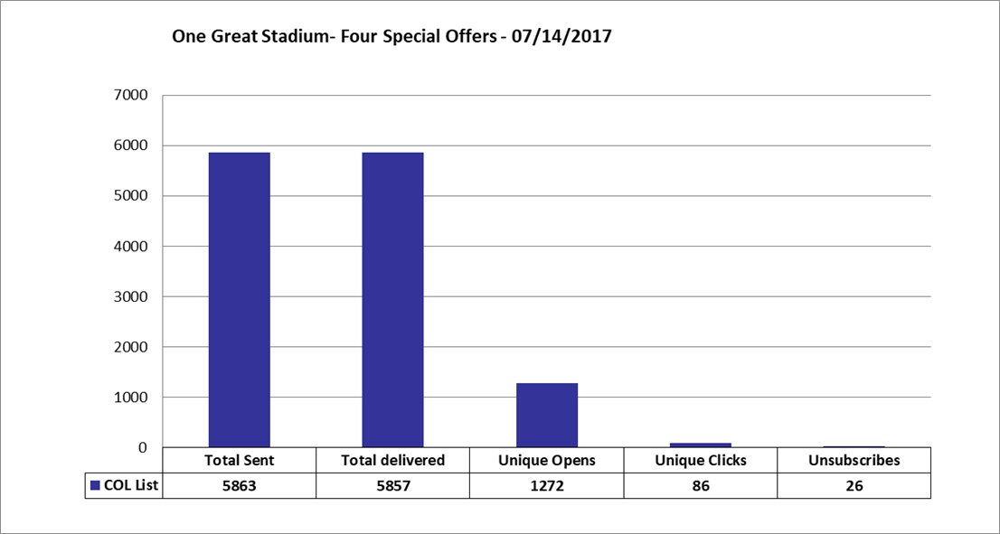 One Great Stadium- Four Special Offers - 07/14/2017
7000
6000
5000
4000
3000
2000
1000
0
Total Sent Total delivered Unique Opens Unique Clicks Unsubscribes
COL List 5863 5857 1272 86 26